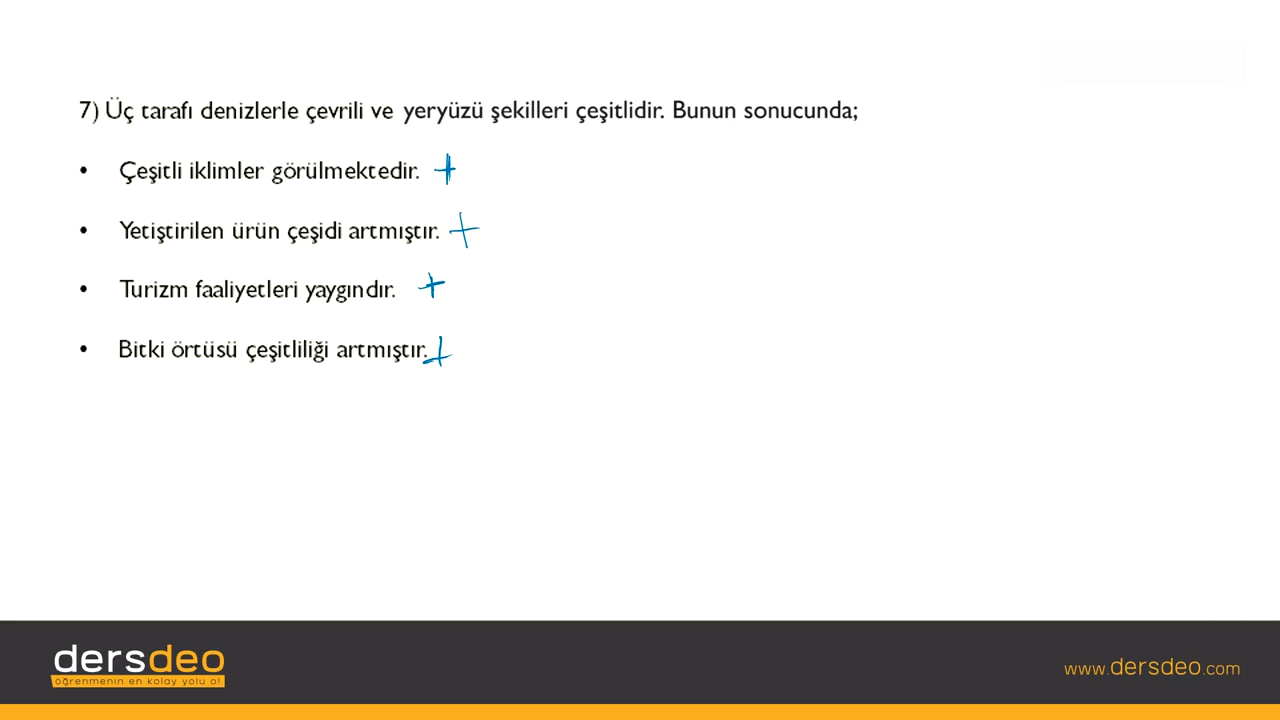 7) Üç tarafı denizlerle çevrili ve yeryüzü şekilleri çeşitlidir. Bunun sonucunda;
• Çeşitli iklimler görülmektedir. +
• Yetiştirilen ürün çeşidi artmıştır. +
• Turizm faaliyetleri yaygındır. +
• Bitki örtüsü çeşitliliği artmıştır. +
dersdeo
öğrenmenin en kolay yolu o!
www.dersdeo.com